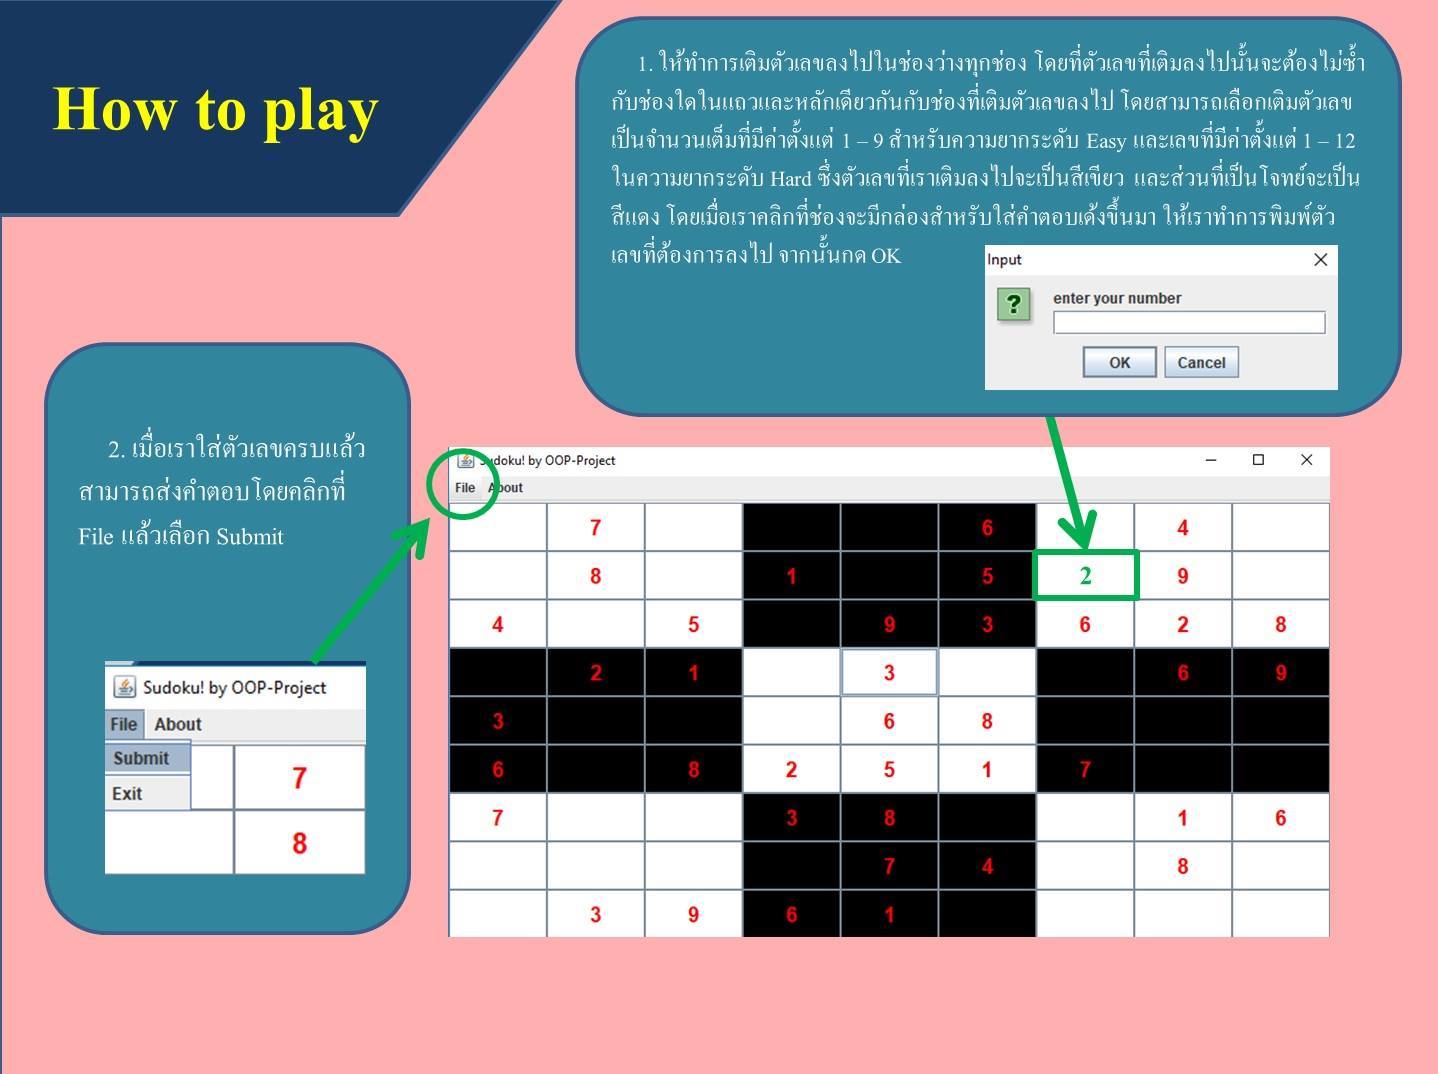 How to play
1. ให้ทำการเติมตัวเลขลงไปในช่องว่างทุกช่อง โดยที่ตัวเลขที่เติมลงไปนั้นจะต้องไม่ซ้ำ
กับช่องใดในแถวและหลักเดียวกันกับช่องที่เติมตัวเลขลงไป โดยสามารถเลือกเติมตัวเลข
เป็นจำนวนเต็มที่มีค่าตั้งแต่ 1 – 9 สำหรับความยากระดับ Easy และเลขที่มีค่าตั้งแต่ 1 – 12
ในความยากระดับ Hard ซึ่งตัวเลขที่เราเติมลงไปจะเป็นสีเขียว และส่วนที่เป็นโจทย์จะเป็น
สีแดง โดยเมื่อเราคลิกที่ช่องจะมีกล่องสำหรับใส่คำตอบเด้งขึ้นมา ให้เราทำการพิมพ์ตัว
เลขที่ต้องการลงไป จากนั้นกด OK
Input
?
enter your number
OK Cancel
2. เมื่อเราใส่ตัวเลขครบแล้ว
สามารถส่งคำตอบโดยคลิกที่
File แล้วเลือก Submit
Sudoku! by OOP-Project
File About
Submit
7
Exit
8
Sudoku! by OOP-Project
File About
7 6 4
8 1 5 2 9
4 5 9 3 6 2 8
2 1 3 6 9
3 6 8
6 8 2 5 1 7
7 3 8 1 6
7 4 8
3 9 6 1